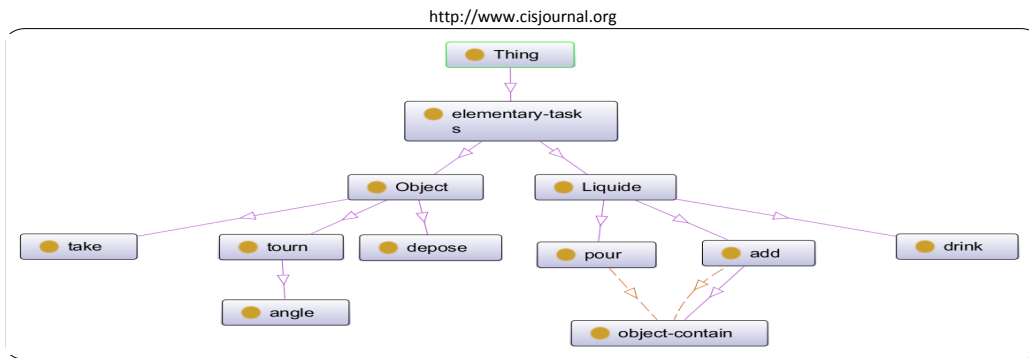 http://www.cisjournal.org
Thing
elementary-task
s
Object
Liquide
take
tourn
depose
pour
add
drink
angle
object-contain